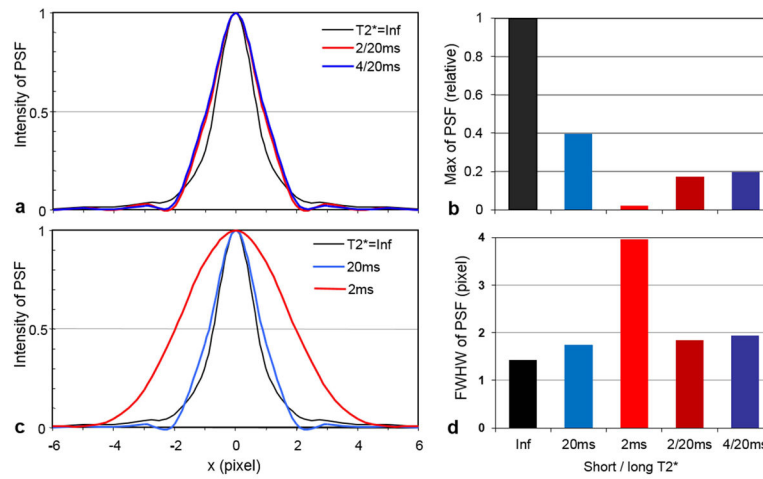 Intensity of PSF
1
0.5
0
T2*=Inf
2/20ms
4/20ms
a
Max of PSF (relative)
1
0.8
0.6
0.4
0.2
0
b
Intensity of PSF
1
0.5
0
T2*=Inf
20ms
2ms
c
-6 -4 -2 0 2 4 6
x (pixel)
FWHW of PSF (pixel)
4
3
2
1
0
d
Inf 20ms 2ms 2/20ms 4/20ms
Short / long T2*